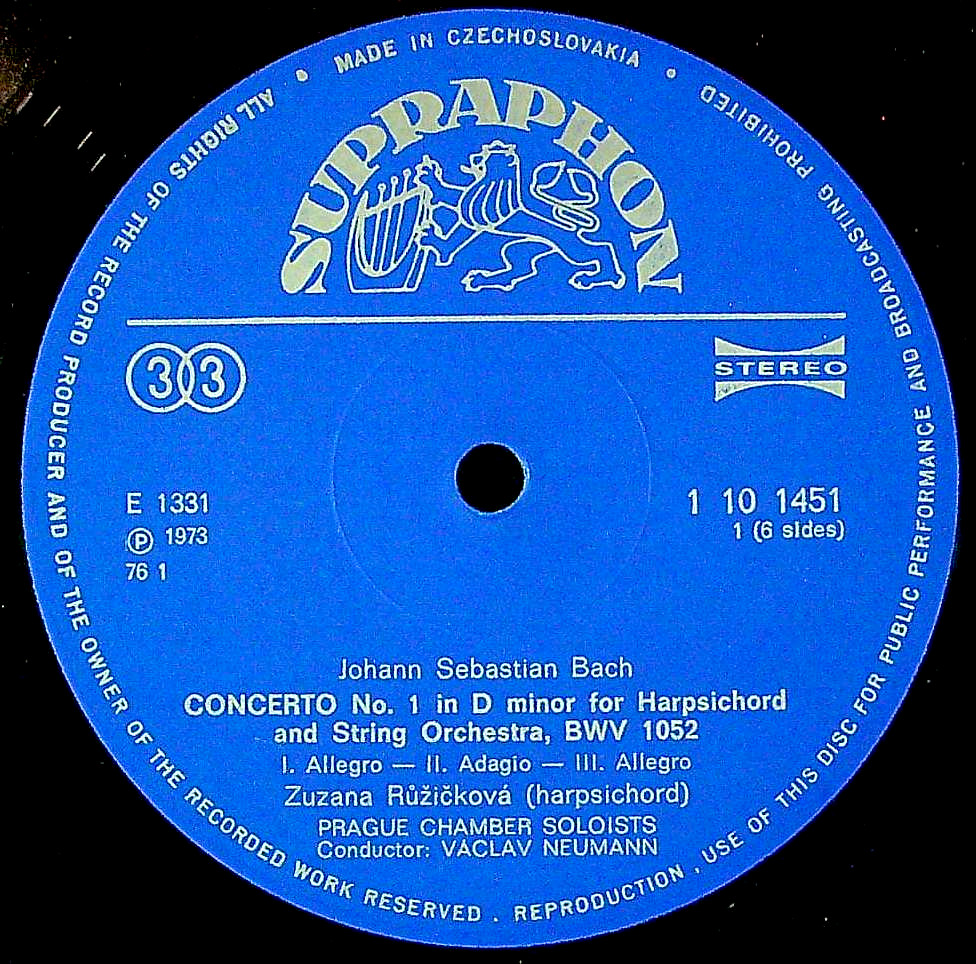 MADE IN CZECHOSLOVAKIA
ALL RIGHTS OF THE RECORD PRODUCER AND OF THE OWNER OF THE RECORDED WORK RESERVED . REPRODUCTION , USE OF THIS DISC FOR PUBLIC PERFORMANCE AND BROADCASTING PROHIBITED
SUPRAPHON
33
STEREO
E 1331
1 10 1451
1 (6 sides)
Ⓟ 1973
76 1
Johann Sebastian Bach
CONCERTO No. 1 in D minor for Harpsichord
and String Orchestra, BWV 1052
I. Allegro — II. Adagio — III. Allegro
Zuzana Růžičková (harpsichord)
PRAGUE CHAMBER SOLOISTS
Conductor: VÁCLAV NEUMANN